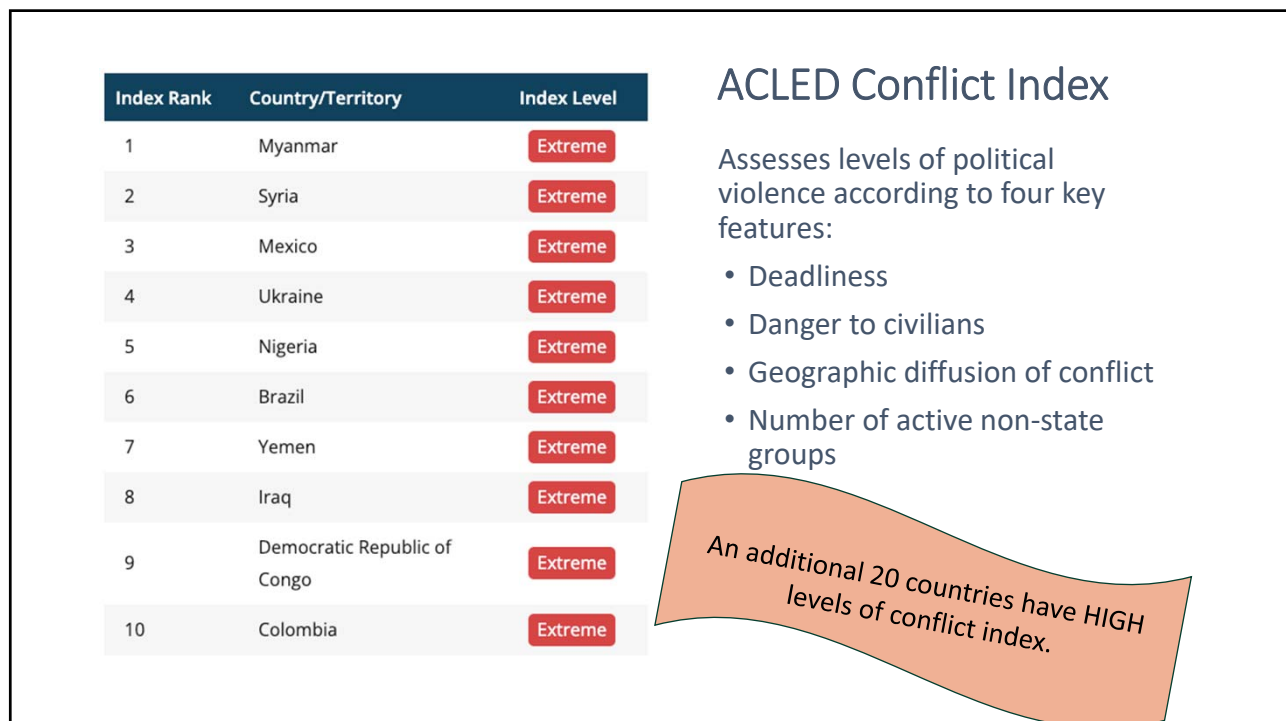 Index Rank Country/Territory Index Level
1 Myanmar Extreme
2 Syria Extreme
3 Mexico Extreme
4 Ukraine Extreme
5 Nigeria Extreme
6 Brazil Extreme
7 Yemen Extreme
8 Iraq Extreme
9 Democratic Republic of
Congo Extreme
10 Colombia Extreme
ACLED Conflict Index
Assesses levels of political
violence according to four key
features:
• Deadliness
• Danger to civilians
• Geographic diffusion of conflict
• Number of active non-state
groups
An additional 20 countries have HIGH
levels of conflict index.